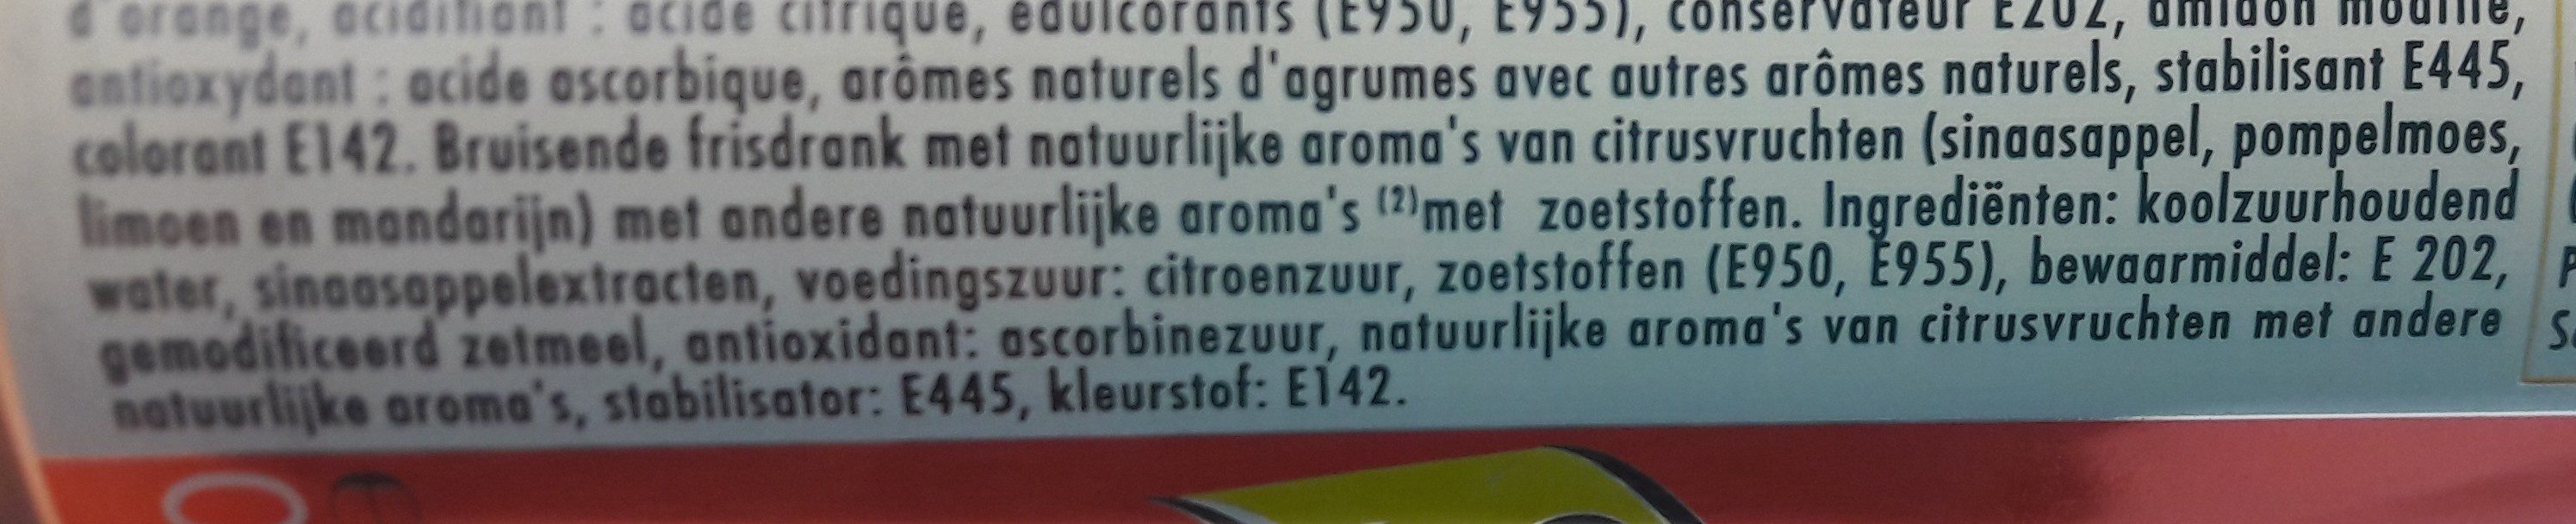 d'orange, acidifiant : acide citrique, édulcorants (E950, E955), conservateur E202, amidon modifié,
antioxydant : acide ascorbique, arômes naturels d'agrumes avec autres arômes naturels, stabilisant E445,
colorant E142. Bruisende frisdrank met natuurlijke aroma's van citrusvruchten (sinaasappel, pompelmoes,
limoen en mandarijn) met andere natuurlijke aroma's (2)met zoetstoffen. Ingrediënten: koolzuurhoudend
water, sinaasappelextracten, voedingszuur: citroenzuur, zoetstoffen (E950, E955), bewaarmiddel: E 202,
gemodificeerd zetmeel, antioxidant: ascorbinezuur, natuurlijke aroma's van citrusvruchten met andere
natuurlijke aroma's, stabilisator: E445, kleurstof: E142.